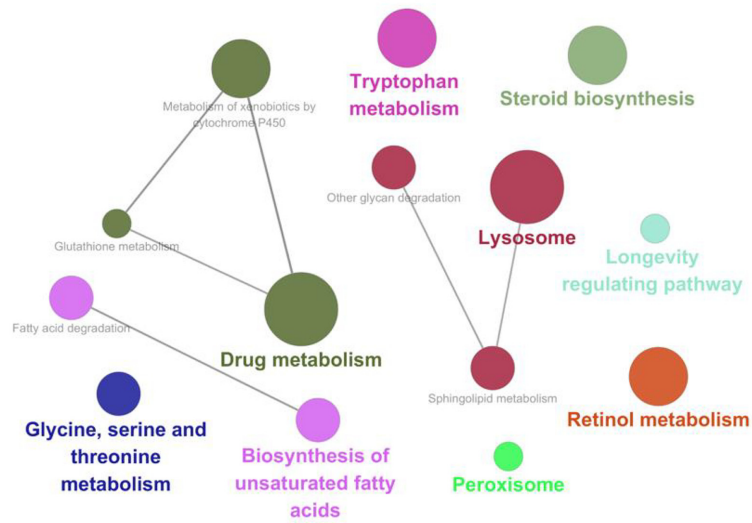 Tryptophan
metabolism
Steroid biosynthesis
Metabolism of xenobiotics by
cytochrome P450
Other glycan degradation
Lysosome
Glutathione metabolism
Longevity
regulating pathway
Fatty acid degradation
Drug metabolism
Sphingolipid metabolism
Retinol metabolism
Glycine, serine and
threonine
metabolism
Biosynthesis of
unsaturated fatty
acids
Peroxisome